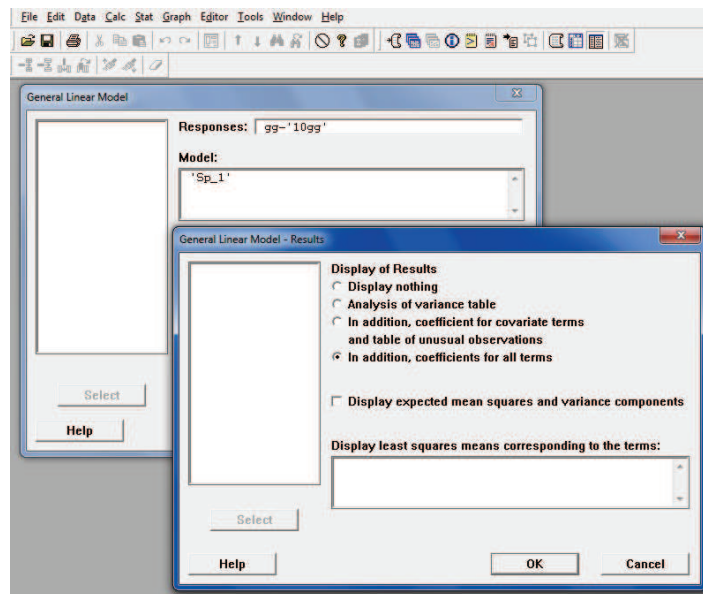 File Edit Data Calc Stat Graph Editor Tools Window Help
General Linear Model
Responses: gg-'10gg'
Model:
'Sp_1'
Select
Help
General Linear Model - Results
Display of Results
Display nothing
Analysis of variance table
In addition, coefficient for covariate terms
and table of unusual observations
In addition, coefficients for all terms
Display expected mean squares and variance components
Display least squares means corresponding to the terms:
Select
Help
OK
Cancel